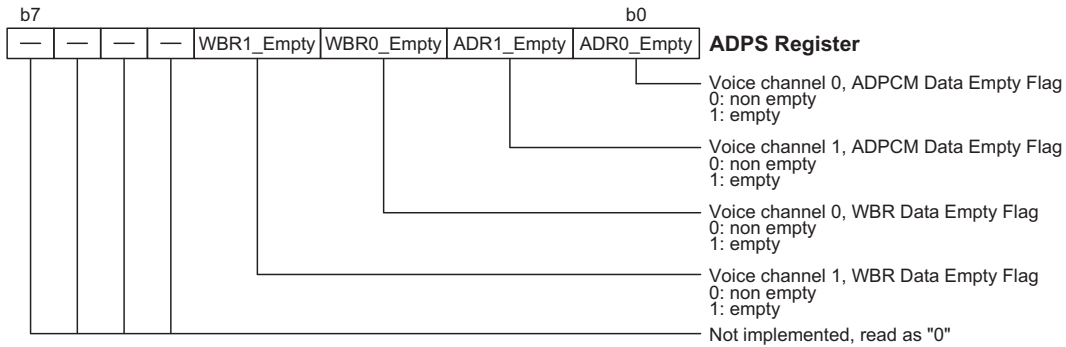 b7 b0
— — — — WBR1_Empty WBR0_Empty ADR1_Empty ADR0_Empty ADPS Register
Voice channel 0, ADPCM Data Empty Flag
0: non empty
1: empty
Voice channel 1, ADPCM Data Empty Flag
0: non empty
1: empty
Voice channel 0, WBR Data Empty Flag
0: non empty
1: empty
Voice channel 1, WBR Data Empty Flag
0: non empty
1: empty
Not implemented, read as "0"